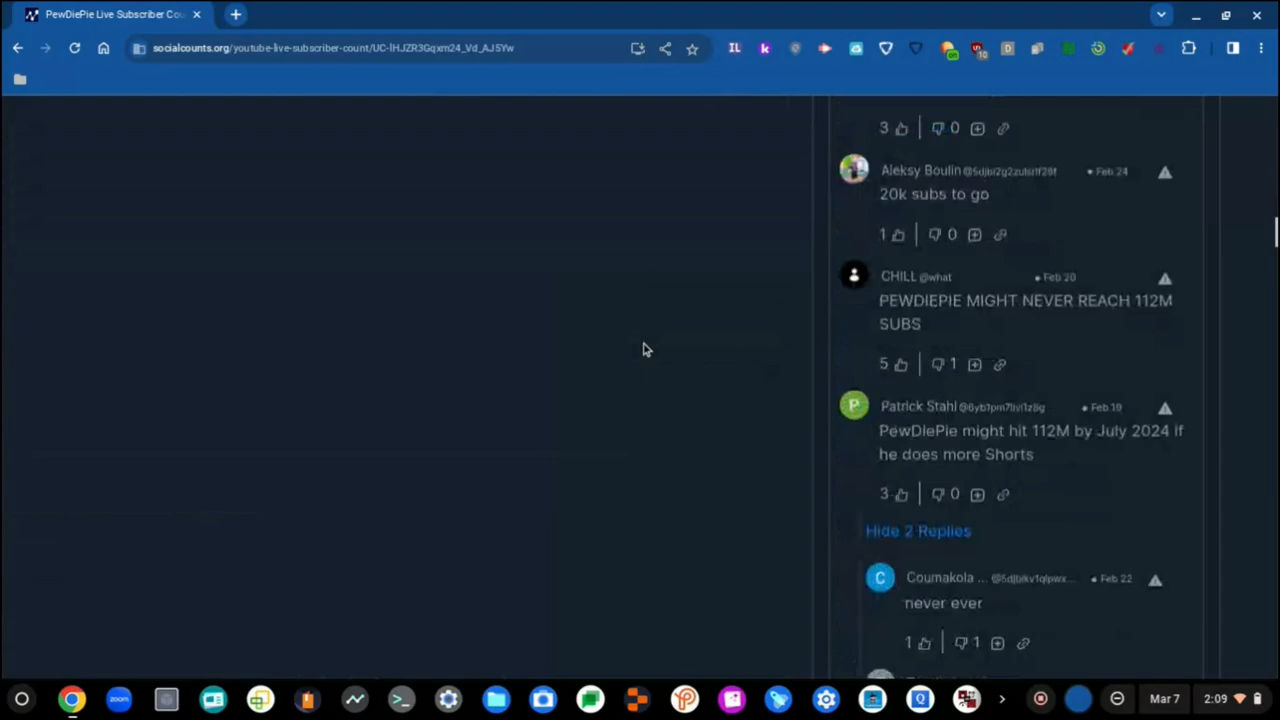 PewDiePie Live Subscriber Cou
socialcounts.org/youtube-live-subscriber-count/UC-lHJZR3Gqxm24_Vd_AJ5Yw
3 0
Aleksy Boulin • Feb 24
20k subs to go
1 0
CHILL @what • Feb 20
PEWDIEPIE MIGHT NEVER REACH 112M
SUBS
5 1
Patrick Stahl • Feb 19
PewDiePie might hit 112M by July 2024 if
he does more Shorts
3 0
Hide 2 Replies
C Coumakola ... • Feb 22
never ever
1 1
zoom
Mar 7 2:09